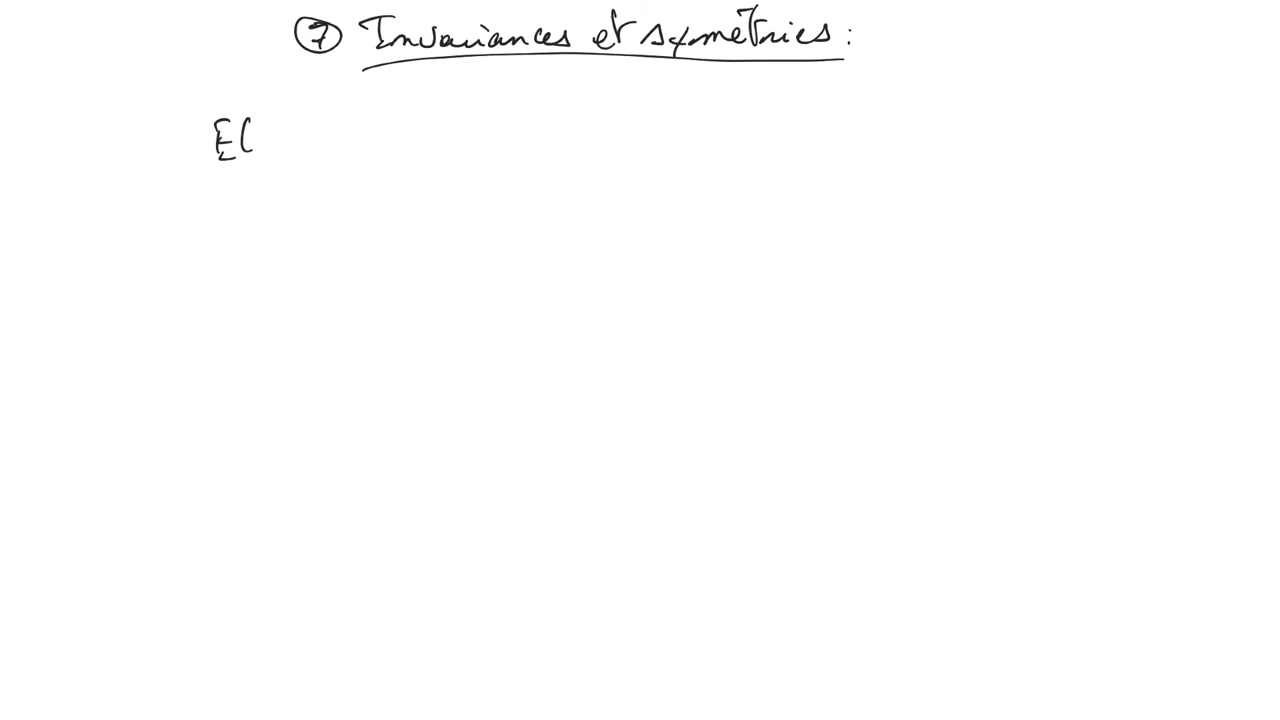 ⑦ Invariances et symétries :
E(